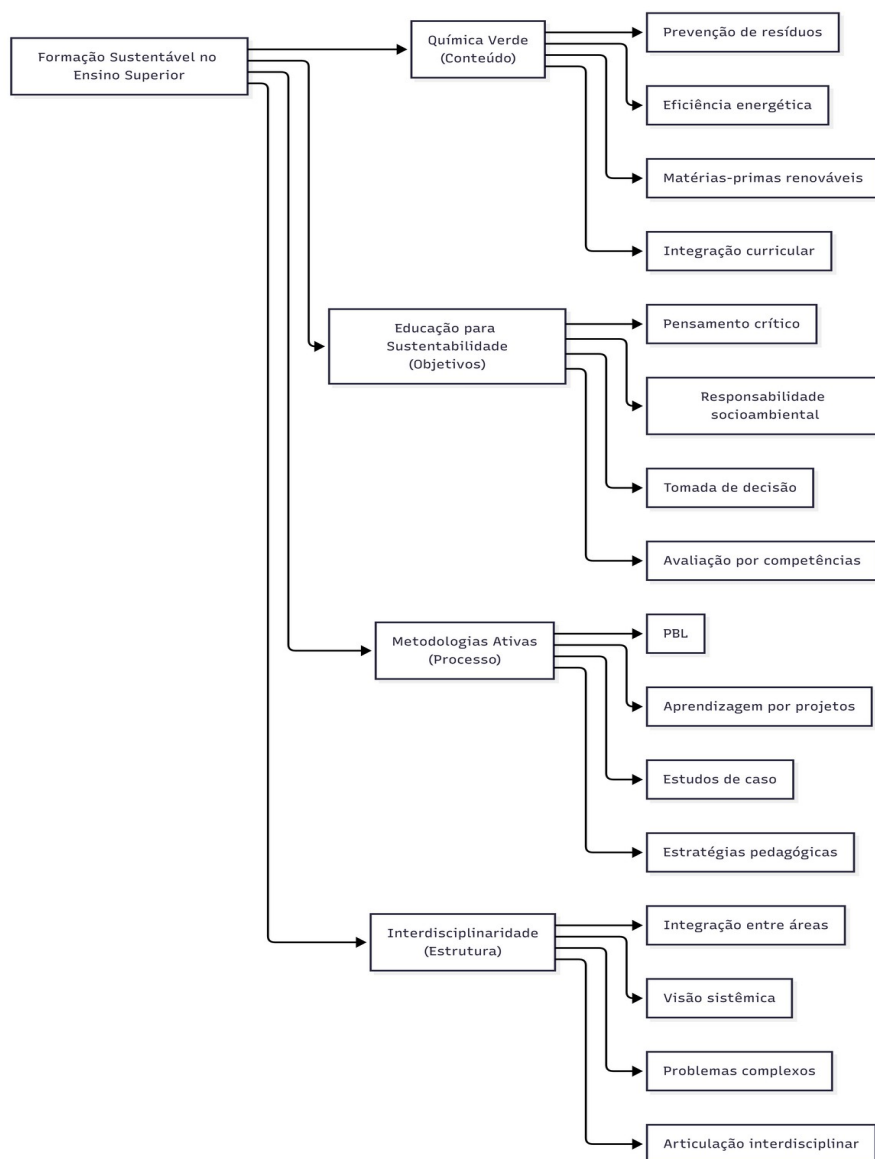 Formação Sustentável no
Ensino Superior
Química Verde
(Conteúdo)
Prevenção de resíduos
Eficiência energética
Matérias-primas renováveis
Integração curricular
Educação para
Sustentabilidade
(Objetivos)
Pensamento crítico
Responsabilidade
socioambiental
Tomada de decisão
Avaliação por competências
Metodologias Ativas
(Processo)
PBL
Aprendizagem por projetos
Estudos de caso
Estratégias pedagógicas
Interdisciplinaridade
(Estrutura)
Integração entre áreas
Visão sistêmica
Problemas complexos
Articulação interdisciplinar